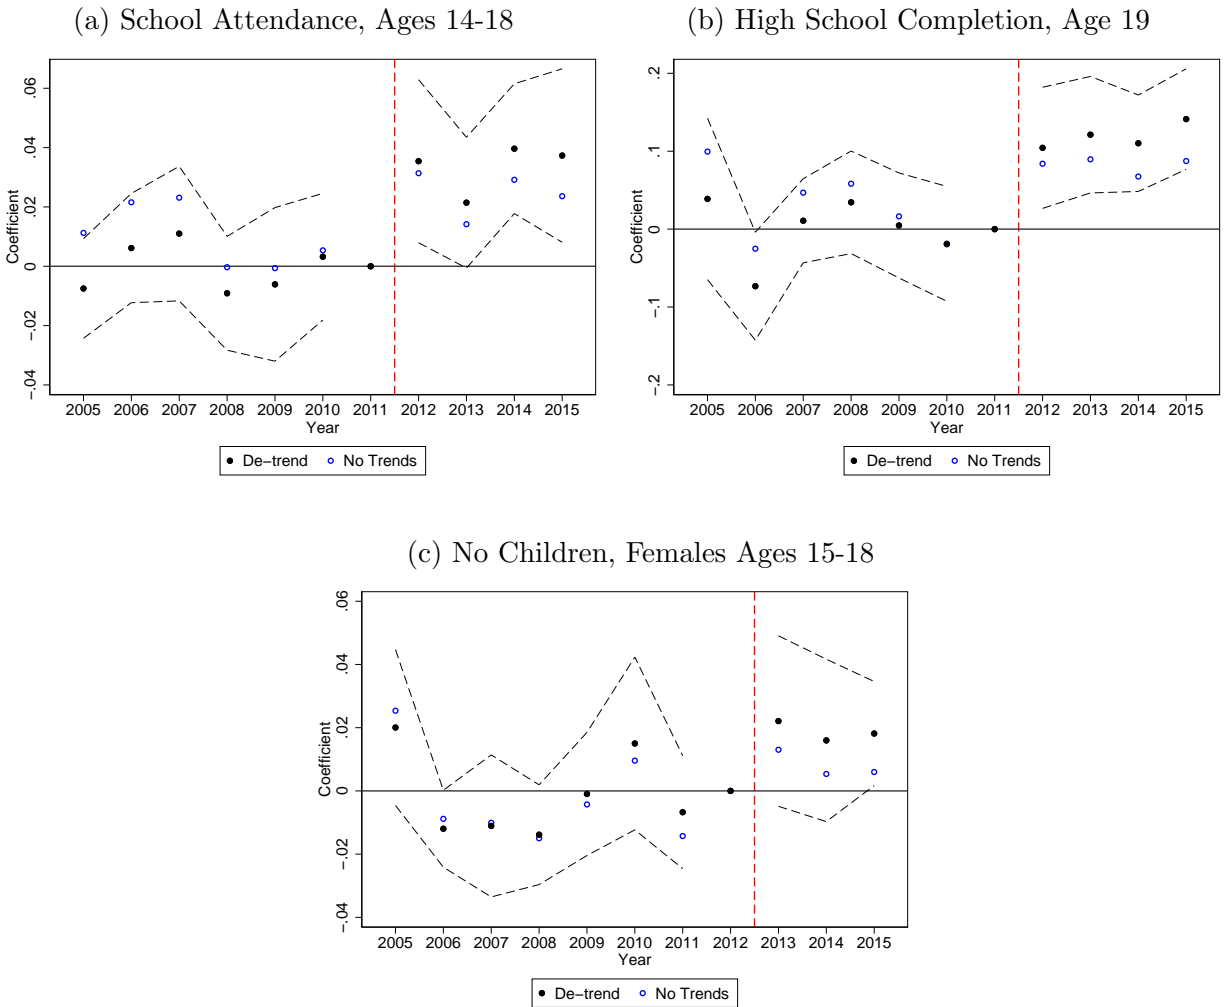 (a) School Attendance, Ages 14-18
Coefficient
.06
.04
.02
0
−.02
−.04
2005 2006 2007 2008 2009 2010 2011 2012 2013 2014 2015
Year
De−trend No Trends
(b) High School Completion, Age 19
Coefficient
.2
.1
0
−.1
−.2
2005 2006 2007 2008 2009 2010 2011 2012 2013 2014 2015
Year
De−trend No Trends
(c) No Children, Females Ages 15-18
Coefficient
.06
.04
.02
0
−.02
−.04
2005 2006 2007 2008 2009 2010 2011 2012 2013 2014 2015
Year
De−trend No Trends